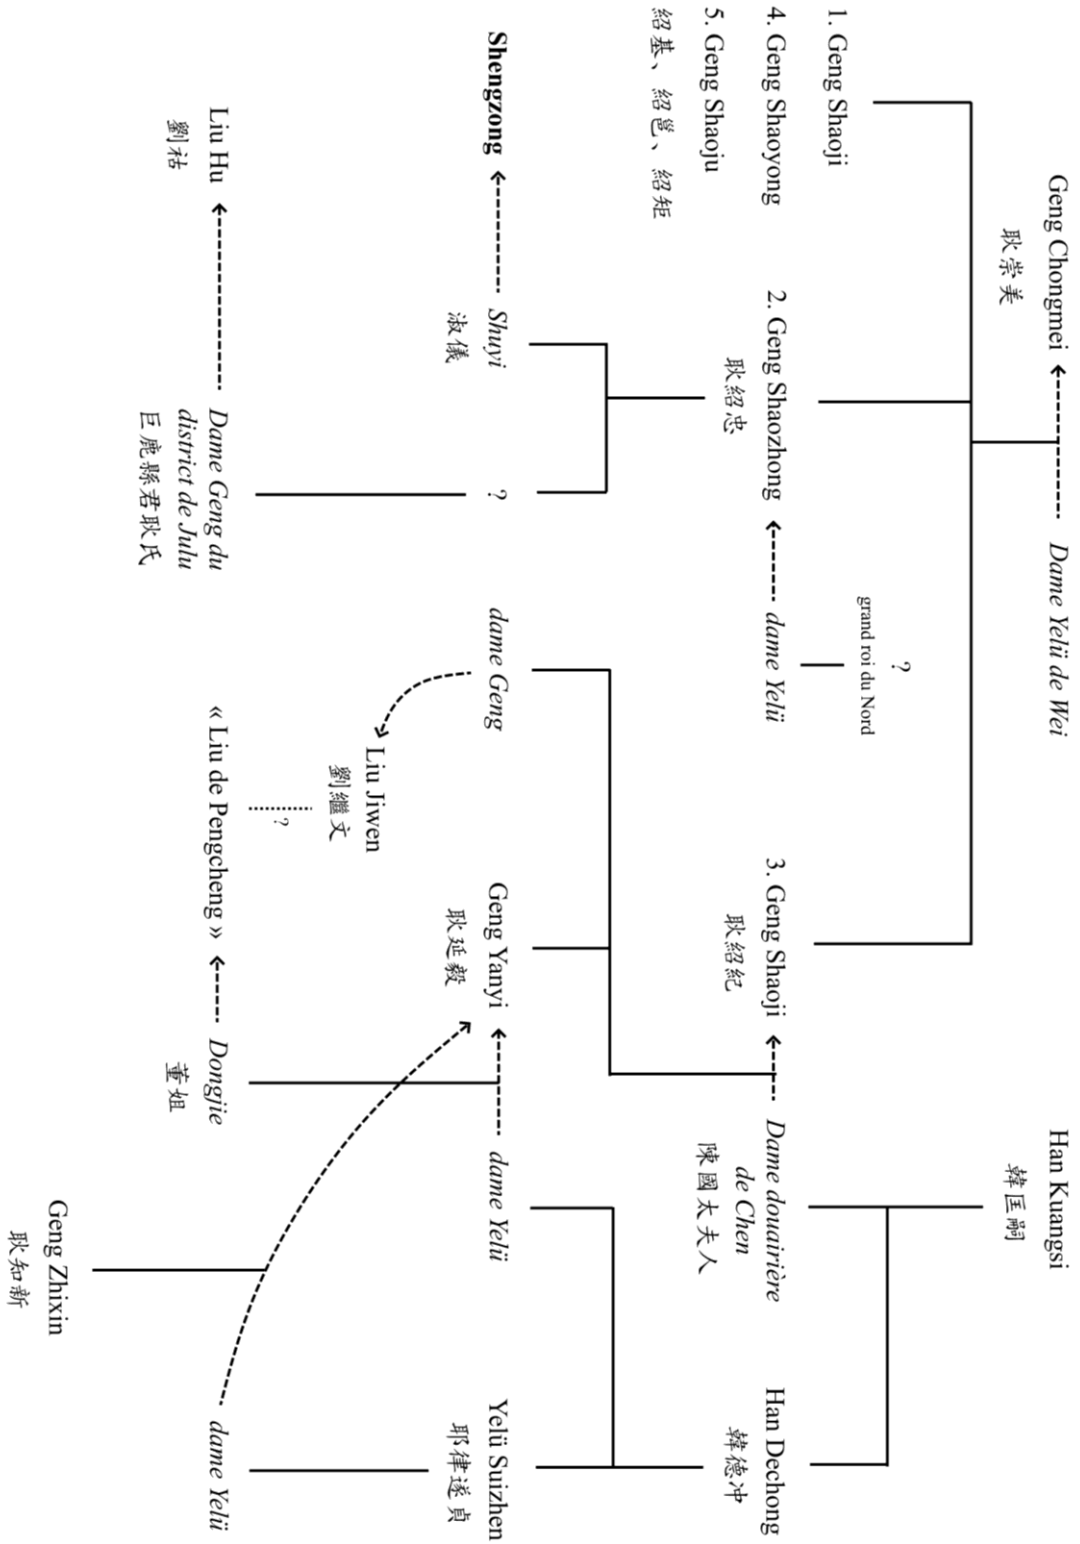 Geng Chongmei
耿崇美
Dame Yelü de Wei
Han Kuangsi
韓匡嗣
1. Geng Shaoji
4. Geng Shaoyong
5. Geng Shaoju
紹基、紹邕、紹矩
2. Geng Shaozhong
耿紹忠
?
grand roi du Nord
dame Yelü
3. Geng Shaoji
耿紹紀
Dame douairière
de Chen
陳國太夫人
Han Dechong
韓德冲
Shengzong
Shuyi
淑儀
?
dame Geng
Liu Jiwen
劉繼文
Geng Yanyi
耿延毅
dame Yelü
Yelü Suizhen
耶律遂貞
Liu Hu
劉祜
Dame Geng du
district de Julu
巨鹿縣君耿氏
?
« Liu de Pengcheng »
Dongjie
董姐
dame Yelü
Geng Zhixin
耿知新